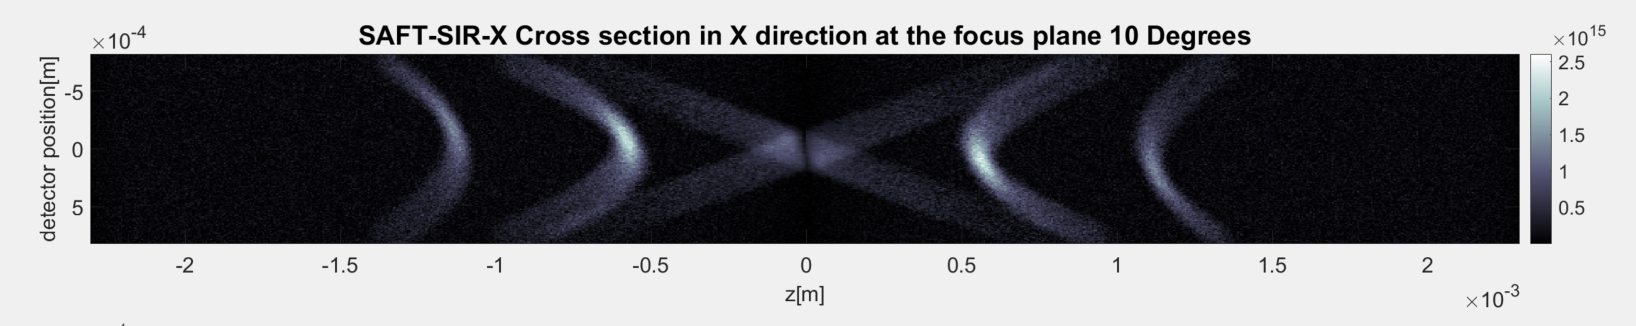 SAFT-SIR-X Cross section in X direction at the focus plane 10 Degrees
×10⁻⁴
×10¹⁵
detector position[m]
-5
0
5
2.5
2
1.5
1
0.5
-2 -1.5 -1 -0.5 0 0.5 1 1.5 2
z[m]
×10⁻³